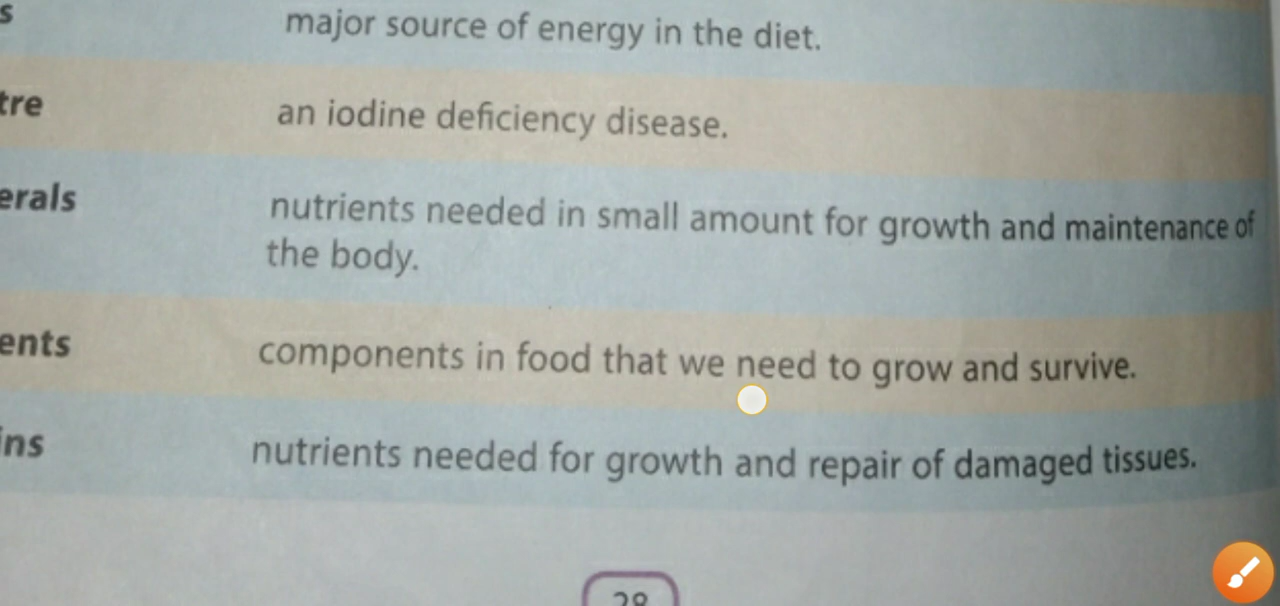 s major source of energy in the diet.
tre an iodine deficiency disease.
erals nutrients needed in small amount for growth and maintenance of
the body.
ents components in food that we need to grow and survive.
ins nutrients needed for growth and repair of damaged tissues.
28